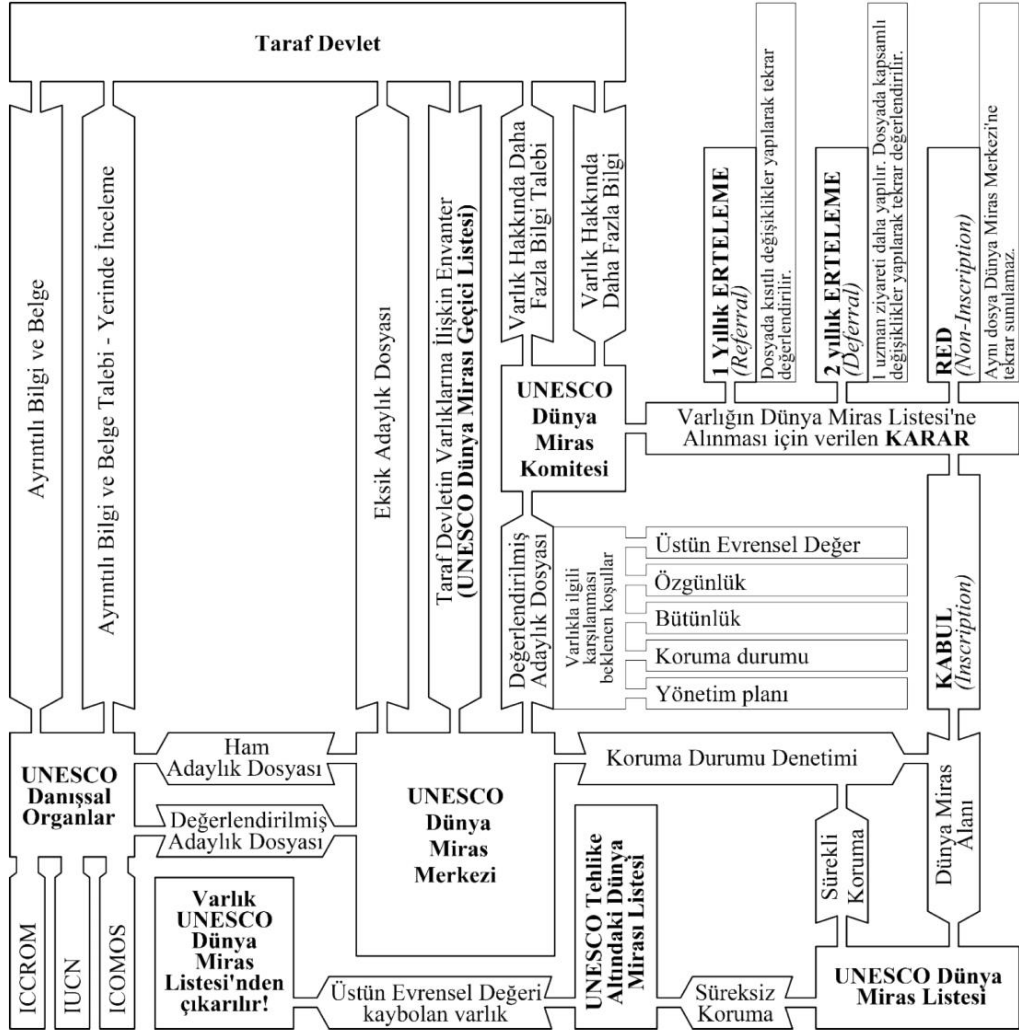 Taraf Devlet
Ayrıntılı Bilgi ve Belge
Ayrıntılı Bilgi ve Belge Talebi - Yerinde İnceleme
Eksik Adaylık Dosyası
Taraf Devletin Varlıklarına İlişkin Envanter
(UNESCO Dünya Mirası Geçici Listesi)
Varlık Hakkında Daha
Fazla Bilgi Talebi
Varlık Hakkında
Daha Fazla Bilgi
1 Yıllık ERTELEME
(Referral)
Dosyada kısıtlı değişiklikler yapılarak tekrar
değerlendirilir.
2 yıllık ERTELEME
(Deferral)
1 uzman ziyareti daha yapılır. Dosyada kapsamlı
değişiklikler yapılarak tekrar değerlendirilir.
RED
(Non-Inscription)
Aynı dosya Dünya Miras Merkezi'ne
tekrar sunulamaz.
UNESCO
Dünya
Miras
Komitesi
Varlığın Dünya Miras Listesi'ne
Alınması için verilen KARAR
Değerlendirilmiş
Adaylık Dosyası
Varlıkla ilgili
karşılanması
beklenen koşullar
Üstün Evrensel Değer
Özgünlük
Bütünlük
Koruma durumu
Yönetim planı
KABUL
(Inscription)
UNESCO
Danışsal
Organlar
Ham
Adaylık Dosyası
Değerlendirilmiş
Adaylık Dosyası
UNESCO
Dünya
Miras
Merkezi
Koruma Durumu Denetimi
Dünya Miras
Alanı
Sürekli
Koruma
ICCROM
IUCN
ICOMOS
Varlık
UNESCO
Dünya
Miras
Listesi'nden
çıkarılır!
Üstün Evrensel Değeri
kaybolan varlık
UNESCO Tehlike
Altındaki Dünya
Mirası Listesi
Süreksiz
Koruma
UNESCO Dünya
Miras Listesi